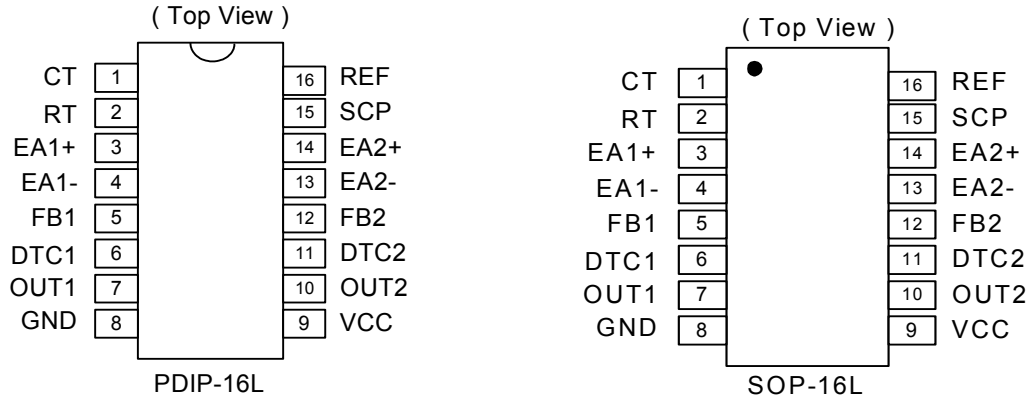 ( Top View )
CT 1 16 REF
RT 2 15 SCP
EA1+ 3 14 EA2+
EA1- 4 13 EA2-
FB1 5 12 FB2
DTC1 6 11 DTC2
OUT1 7 10 OUT2
GND 8 9 VCC
PDIP-16L
( Top View )
CT 1 16 REF
RT 2 15 SCP
EA1+ 3 14 EA2+
EA1- 4 13 EA2-
FB1 5 12 FB2
DTC1 6 11 DTC2
OUT1 7 10 OUT2
GND 8 9 VCC
SOP-16L